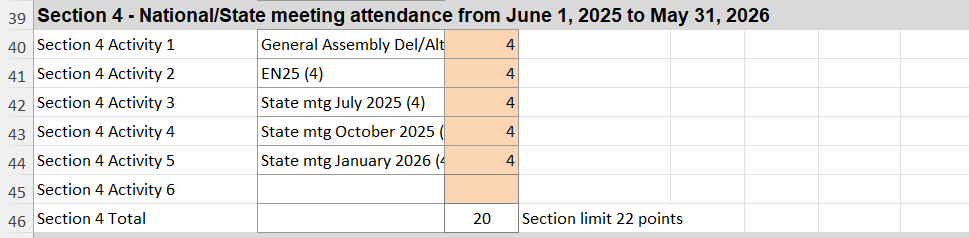 39 Section 4 - National/State meeting attendance from June 1, 2025 to May 31, 2026
40 Section 4 Activity 1 General Assembly Del/Alt 4
41 Section 4 Activity 2 EN25 (4) 4
42 Section 4 Activity 3 State mtg July 2025 (4) 4
43 Section 4 Activity 4 State mtg October 2025 ( 4
44 Section 4 Activity 5 State mtg January 2026 (4 4
45 Section 4 Activity 6
46 Section 4 Total 20 Section limit 22 points